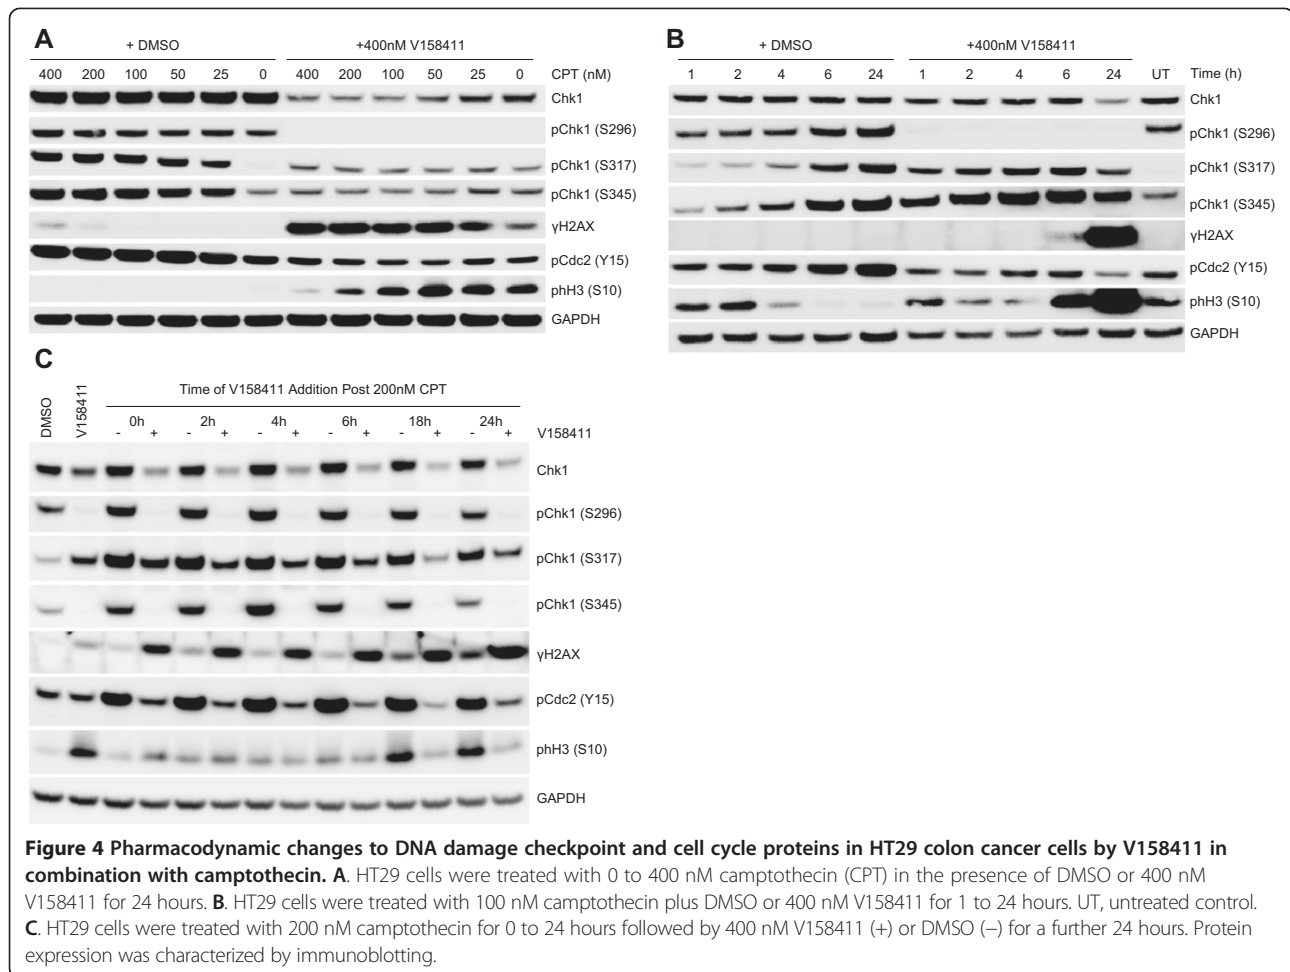 A
+ DMSO +400nM V158411
400 200 100 50 25 0 400 200 100 50 25 0 CPT (nM)
Chk1
pChk1 (S296)
pChk1 (S317)
pChk1 (S345)
γH2AX
pCdc2 (Y15)
phH3 (S10)
GAPDH
B
+ DMSO +400nM V158411
1 2 4 6 24 1 2 4 6 24 UT Time (h)
Chk1
pChk1 (S296)
pChk1 (S317)
pChk1 (S345)
γH2AX
pCdc2 (Y15)
phH3 (S10)
GAPDH
C
DMSO
V158411
Time of V158411 Addition Post 200nM CPT
0h 2h 4h 6h 18h 24h
- + - + - + - + - + - + V158411
Chk1
pChk1 (S296)
pChk1 (S317)
pChk1 (S345)
γH2AX
pCdc2 (Y15)
phH3 (S10)
GAPDH
Figure 4 Pharmacodynamic changes to DNA damage checkpoint and cell cycle proteins in HT29 colon cancer cells by V158411 in
combination with camptothecin. A. HT29 cells were treated with 0 to 400 nM camptothecin (CPT) in the presence of DMSO or 400 nM
V158411 for 24 hours. B. HT29 cells were treated with 100 nM camptothecin plus DMSO or 400 nM V158411 for 1 to 24 hours. UT, untreated control.
C. HT29 cells were treated with 200 nM camptothecin for 0 to 24 hours followed by 400 nM V158411 (+) or DMSO (−) for a further 24 hours. Protein
expression was characterized by immunoblotting.